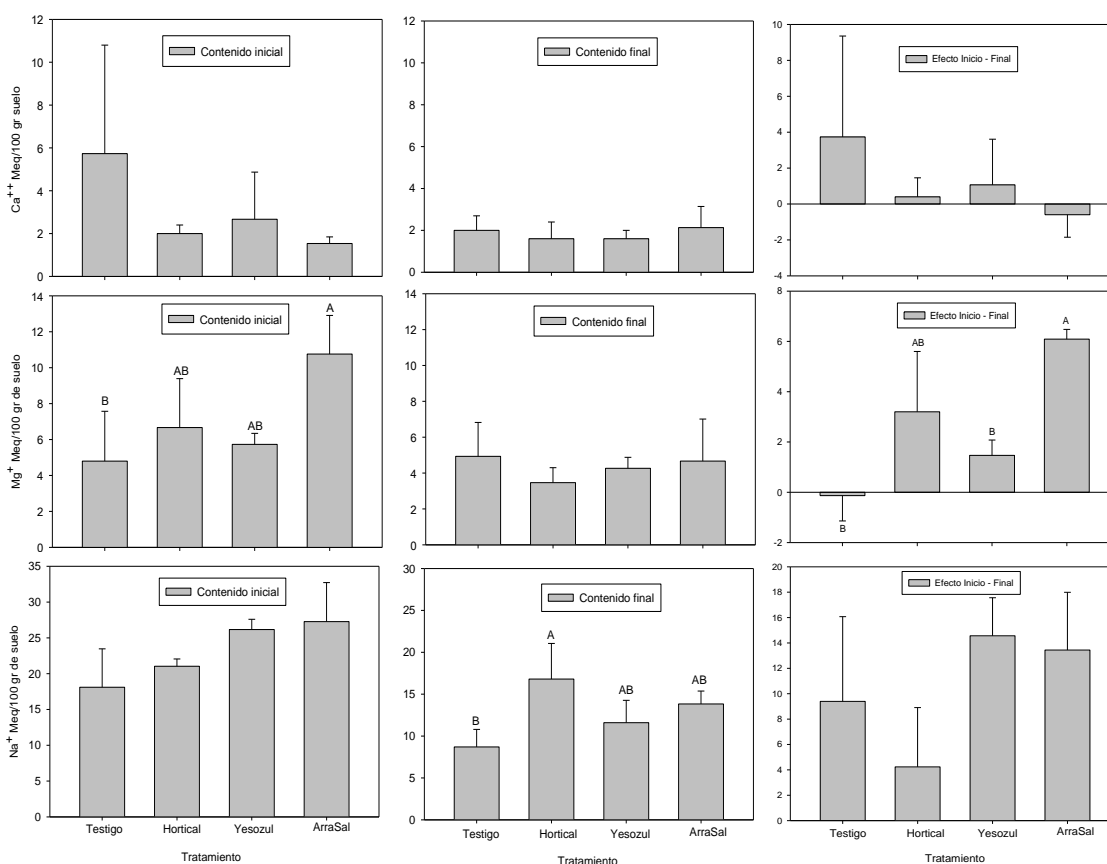 12
10
8
6
4
2
0
Ca++ Meq/100 gr suelo
Contenido inicial
12
10
8
6
4
2
0
Contenido final
10
8
6
4
2
0
-2
-4
Efecto Inicio - Final
14
12
10
8
6
4
2
0
Mg+ Meq/100 gr de suelo
Contenido inicial
B
AB
AB
A
14
12
10
8
6
4
2
0
Contenido final
8
6
4
2
0
-2
Efecto Inicio - Final
B
AB
B
A
35
30
25
20
15
10
5
0
Na+ Meq/100 gr de suelo
Contenido inicial
Testigo Hortical Yesozul ArraSal
Tratamiento
30
25
20
15
10
5
0
Contenido final
B
A
AB
AB
Testigo Hortical Yesozul ArraSal
Tratamiento
20
18
16
14
12
10
8
6
4
2
0
Efecto Inicio - Final
Testigo Hortical Yesozul ArraSal
Tratamiento